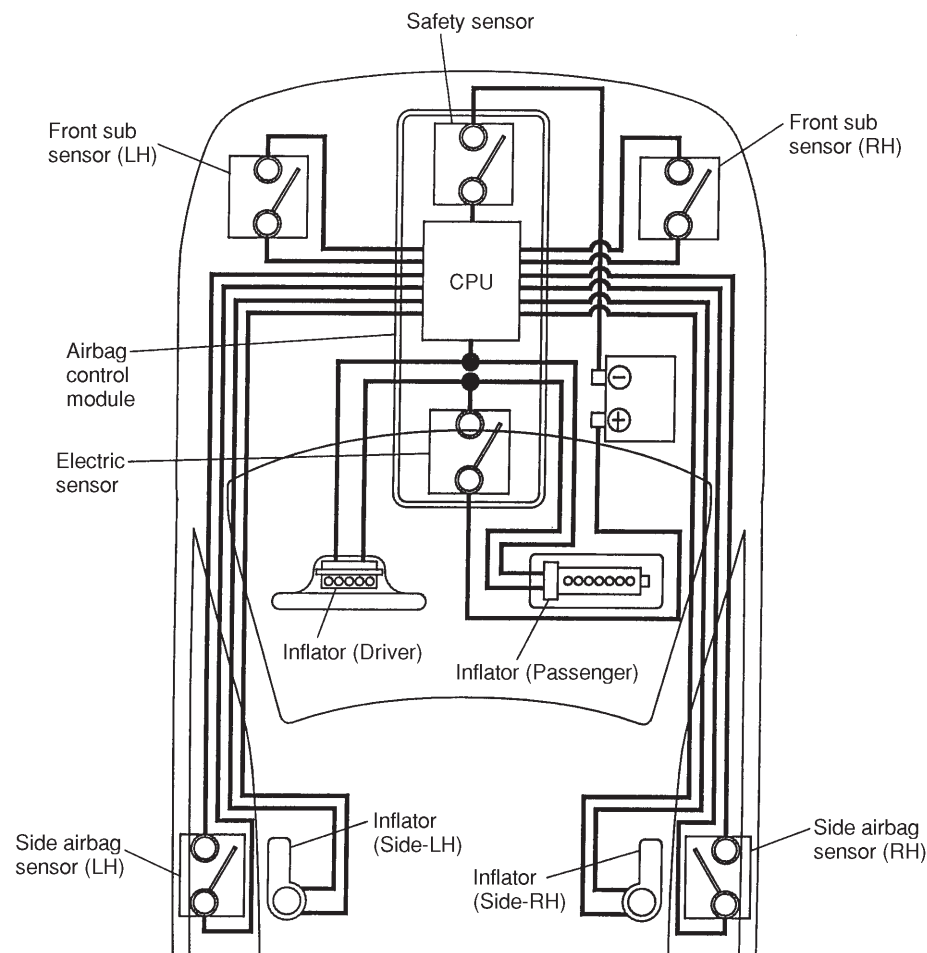 Safety sensor
Front sub
sensor (LH)
Front sub
sensor (RH)
CPU
Airbag
control
module
−
+
Electric
sensor
Inflator (Driver)
Inflator (Passenger)
Inflator
(Side-LH)
Side airbag
sensor (LH)
Inflator
(Side-RH)
Side airbag
sensor (RH)